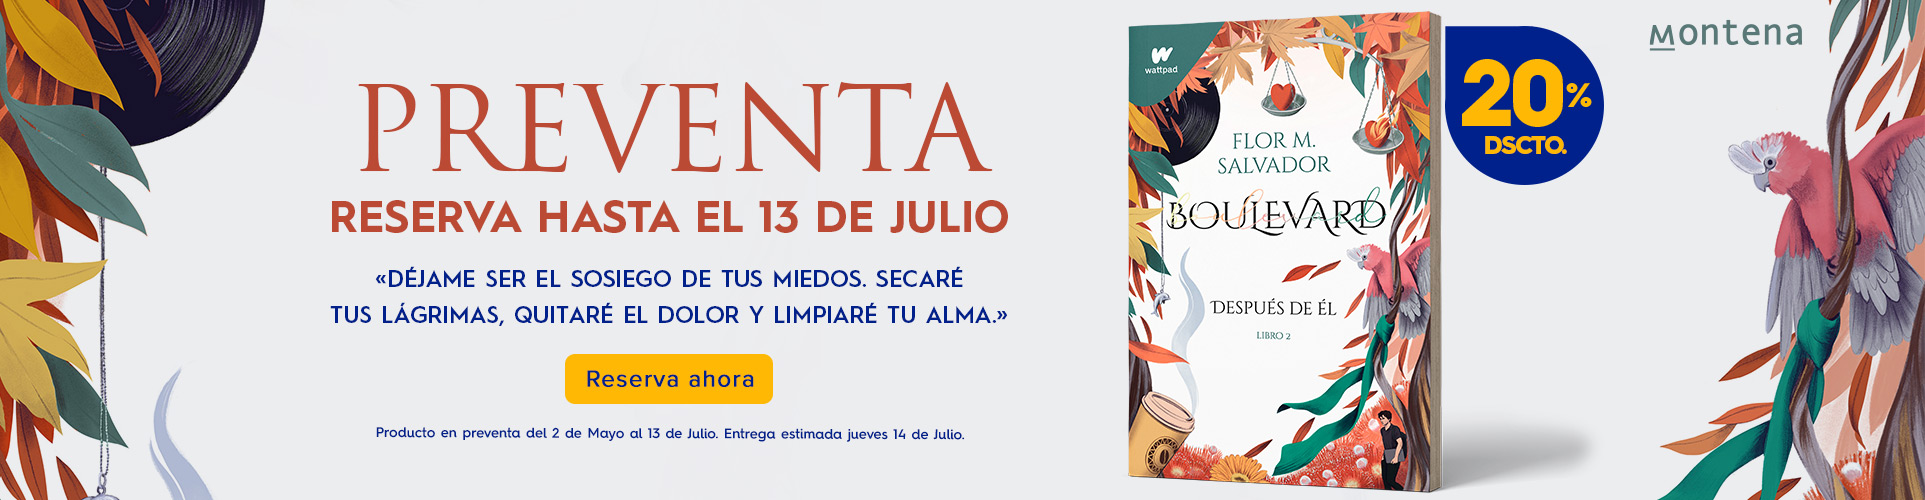 PREVENTA
RESERVA HASTA EL 13 DE JULIO
«DÉJAME SER EL SOSIEGO DE TUS MIEDOS. SECARÉ
TUS LÁGRIMAS, QUITARÉ EL DOLOR Y LIMPIARÉ TU ALMA.»
Reserva ahora
Producto en preventa del 2 de Mayo al 13 de Julio. Entrega estimada jueves 14 de Julio.
W
wattpad
FLOR M.
SALVADOR
BOULEVARD
DESPUÉS DE ÉL
LIBRO 2
20%
DSCTO.
Montena